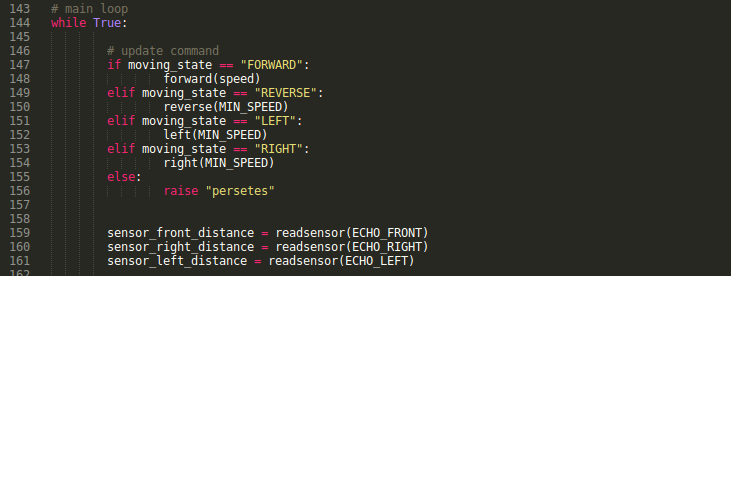 143 # main loop
144 while True:
145
146 # update command
147 if moving_state == "FORWARD":
148 forward(speed)
149 elif moving_state == "REVERSE":
150 reverse(MIN_SPEED)
151 elif moving_state == "LEFT":
152 left(MIN_SPEED)
153 elif moving_state == "RIGHT":
154 right(MIN_SPEED)
155 else:
156 raise "persetes"
157
158
159 sensor_front_distance = readsensor(ECHO_FRONT)
160 sensor_right_distance = readsensor(ECHO_RIGHT)
161 sensor_left_distance = readsensor(ECHO_LEFT)
162